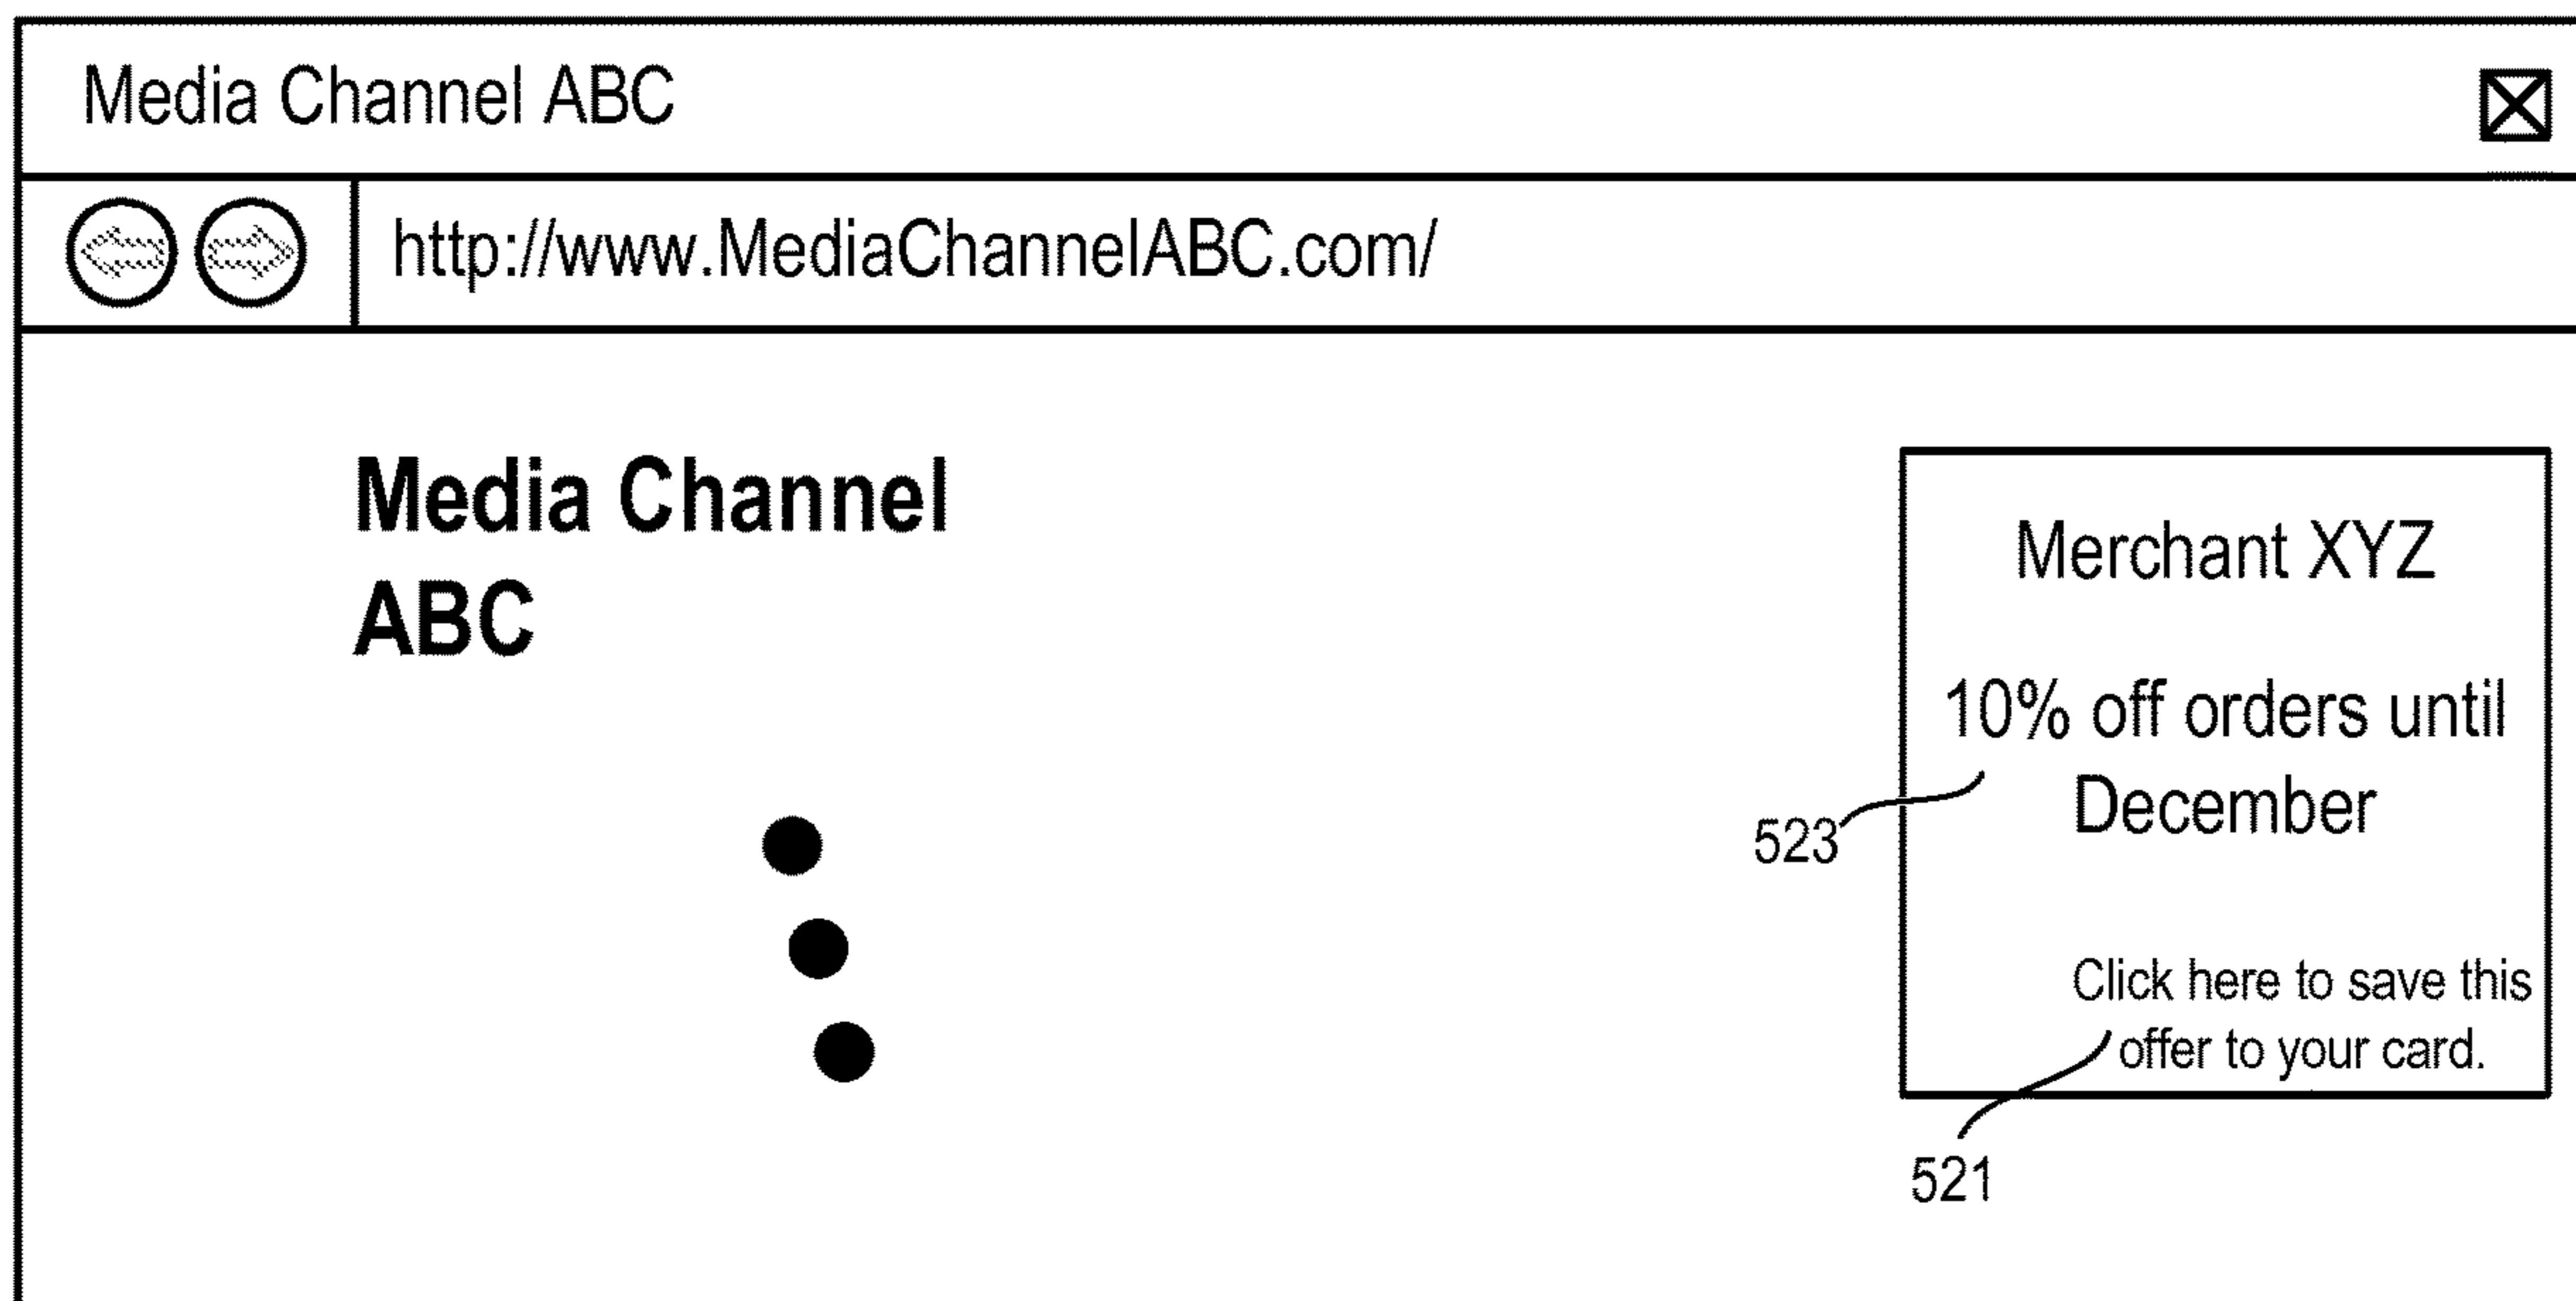 Media Channel ABC
http://www.MediaChannelABC.com/
Media Channel
ABC
Merchant XYZ
10% off orders until
December
523
Click here to save this
offer to your card.
521